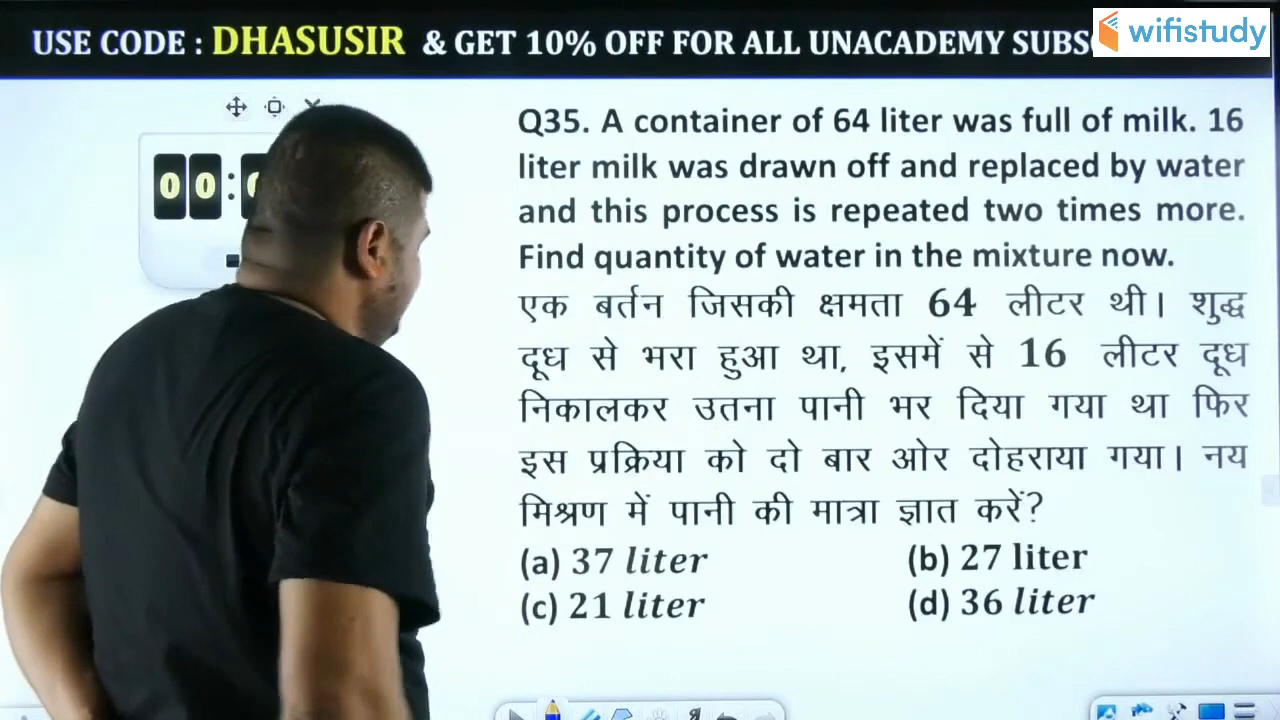 USE CODE : DHASUSIR & GET 10% OFF FOR ALL UNACADEMY
wifistudy
00:
Q35. A container of 64 liter was full of milk. 16
liter milk was drawn off and replaced by water
and this process is repeated two times more.
Find quantity of water in the mixture now.
एक बर्तन जिसकी क्षमता 64 लीटर थी। शुद्ध
दूध से भरा हुआ था, इसमें से 16 लीटर दूध
निकालकर उतना पानी भर दिया गया था फिर
इस प्रक्रिया को दो बार ओर दोहराया गया। नय
मिश्रण में पानी की मात्रा ज्ञात करें?
(a) 37 liter (b) 27 liter
(c) 21 liter (d) 36 liter